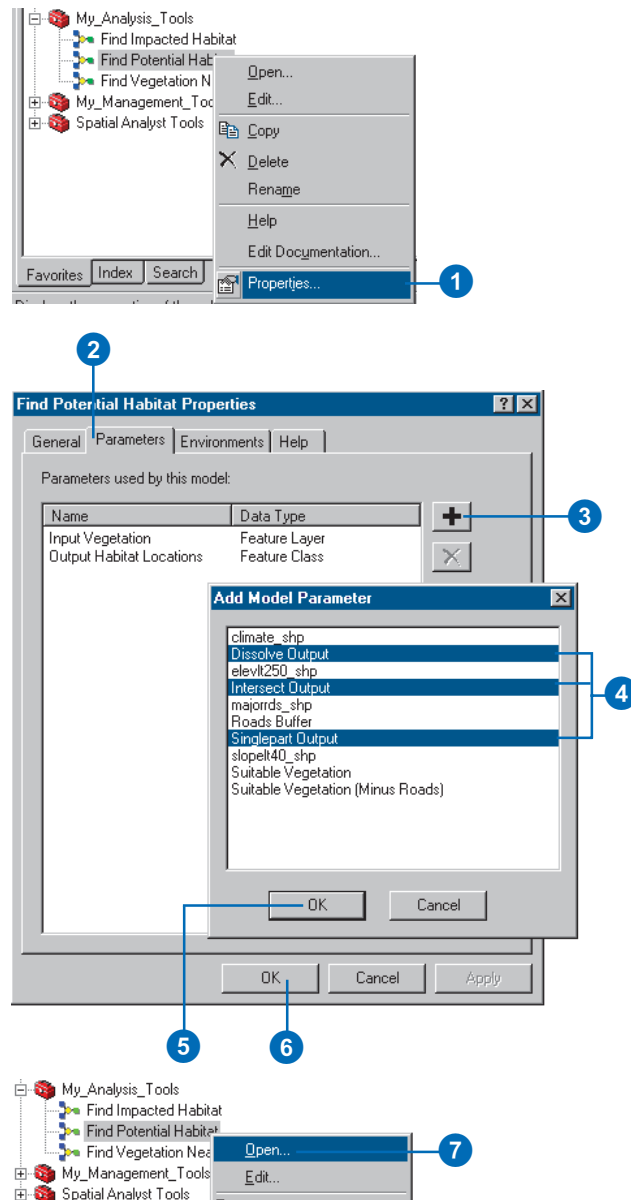 My_Analysis_Tools
Find Impacted Habitat
Find Potential Hab
Find Vegetation N
My_Management_Too
Spatial Analyst Tools
Open...
Edit...
Copy
Delete
Rename
Help
Edit Documentation...
Properties...
1
Favorites Index Search
2
Find Potential Habitat Properties
General Parameters Environments Help
Parameters used by this model:
Name Data Type
Input Vegetation Feature Layer
Output Habitat Locations Feature Class
3
Add Model Parameter
climate_shp
Dissolve Output
elevlt250_shp
Intersect Output
majorrds_shp
Roads Buffer
Singlepart Output
slopelt40_shp
Suitable Vegetation
Suitable Vegetation (Minus Roads)
4
OK Cancel
OK Cancel Apply
5 6
My_Analysis_Tools
Find Impacted Habitat
Find Potential Habitat
Find Vegetation Nea
My_Management_Tools
Spatial Analyst Tools
Open...
Edit...
7